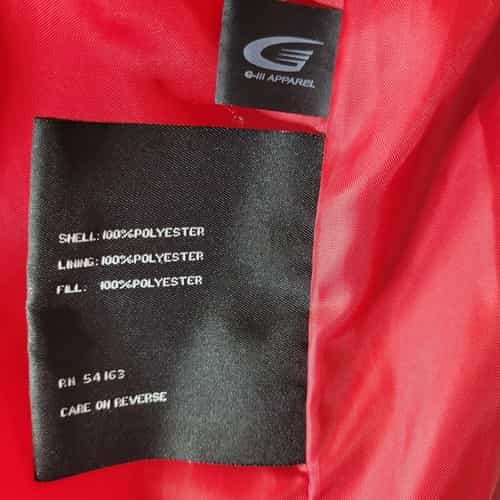 G-III APPAREL
SHELL: 100%POLYESTER
LINING: 100%POLYESTER
FILL: 100%POLYESTER
RN 54163
CARE ON REVERSE